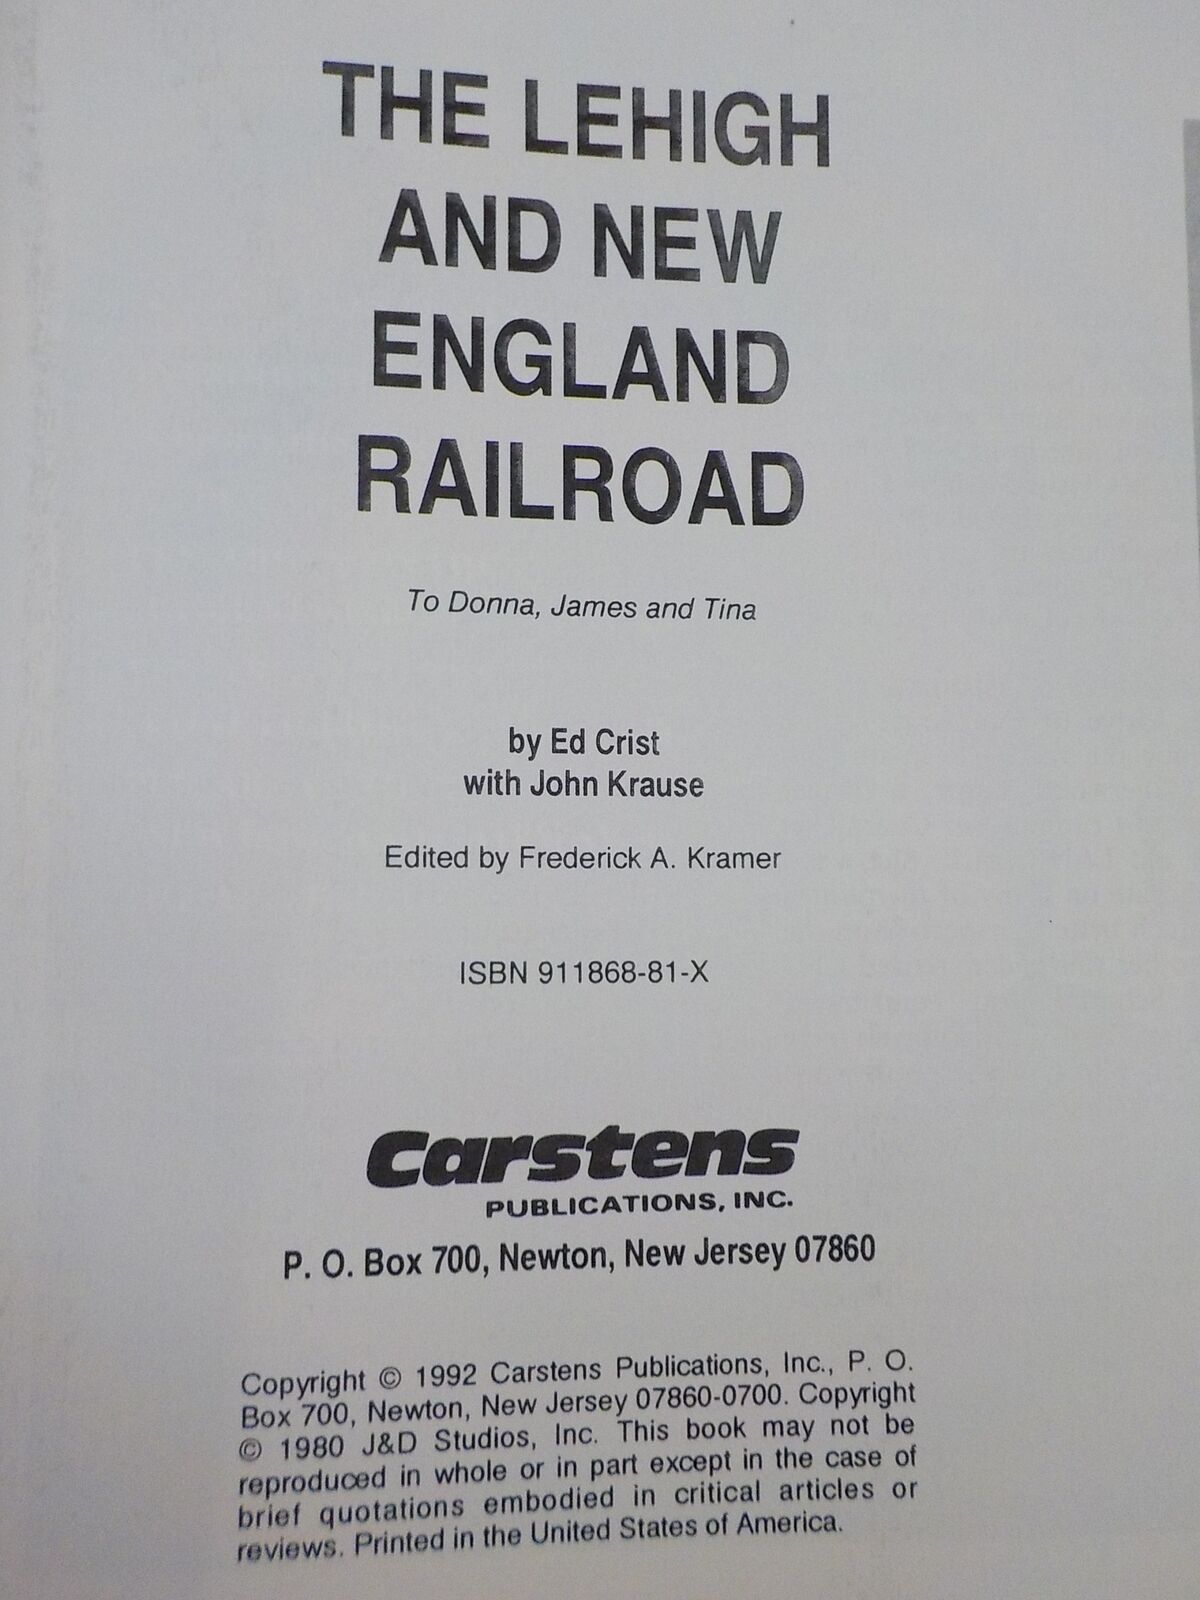 THE LEHIGH
AND NEW
ENGLAND
RAILROAD
To Donna, James and Tina
by Ed Crist
with John Krause
Edited by Frederick A. Kramer
ISBN 911868-81-X
Carstens
PUBLICATIONS, INC.
P. O. Box 700, Newton, New Jersey 07860
Copyright © 1992 Carstens Publications, Inc., P. O.
Box 700, Newton, New Jersey 07860-0700. Copyright
© 1980 J&D Studios, Inc. This book may not be
reproduced in whole or in part except in the case of
brief quotations embodied in critical articles or
reviews. Printed in the United States of America.